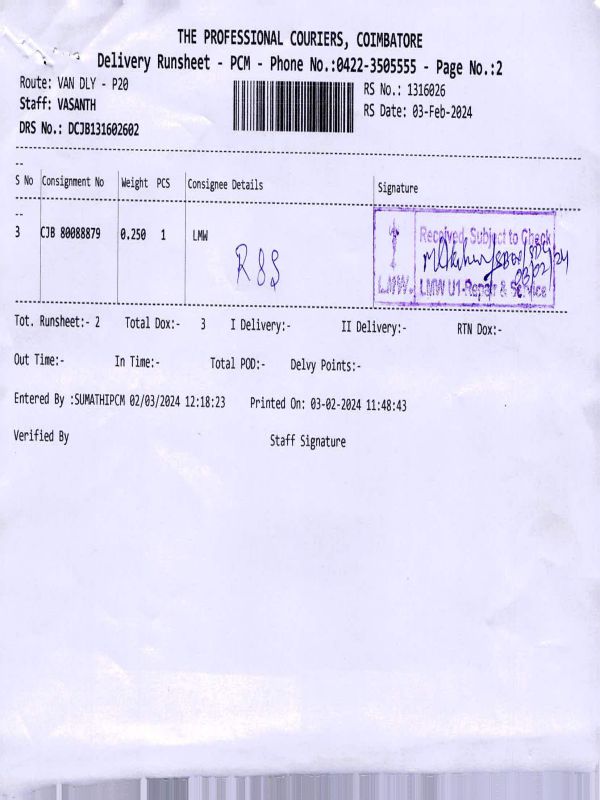 THE PROFESSIONAL COURIERS, COIMBATORE
Delivery Runsheet - PCM - Phone No.:0422-3505555 - Page No.:2
Route: VAN DLY - P20
RS No.: 1316026
Staff: VASANTH
RS Date: 03-Feb-2024
DRS No.: DCJB131602602
S No Consignment No Weight PCS Consignee Details Signature
3 CJB 80088879 0.250 1 LMW
R&S
Received Subject to Check
03/02/24
LMW. LMW U1-Repair & Service
Tot. Runsheet:- 2 Total Dox:- 3 I Delivery:- II Delivery:- RTN Dox:-
Out Time:- In Time:- Total POD:- Delvy Points:-
Entered By :SUMATHIPCM 02/03/2024 12:18:23 Printed On: 03-02-2024 11:48:43
Verified By Staff Signature